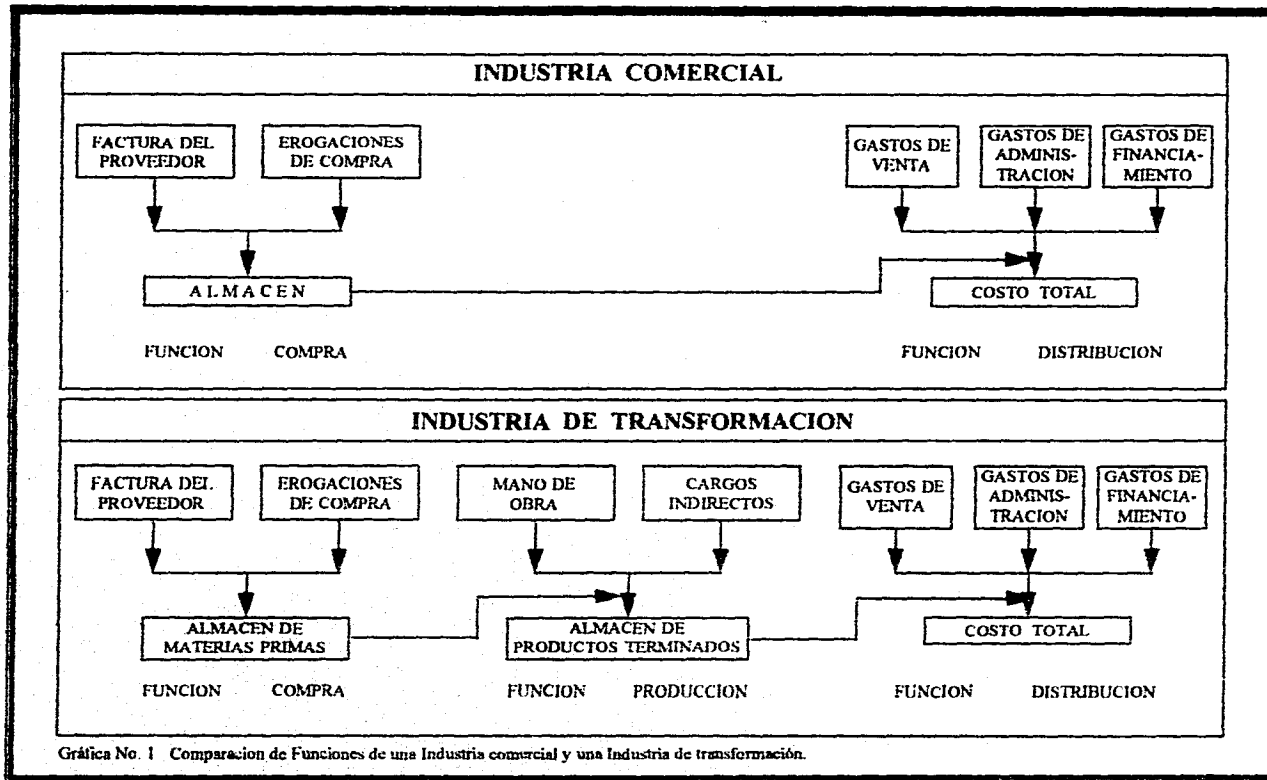 INDUSTRIA COMERCIAL
FACTURA DEL
PROVEEDOR
EROGACIONES
DE COMPRA
GASTOS DE
VENTA
GASTOS DE
ADMINIS-
TRACION
GASTOS DE
FINANCIA-
MIENTO
ALMACEN
COSTO TOTAL
FUNCION COMPRA
FUNCION DISTRIBUCION
INDUSTRIA DE TRANSFORMACION
FACTURA DEL
PROVEEDOR
EROGACIONES
DE COMPRA
MANO DE
OBRA
CARGOS
INDIRECTOS
GASTOS DE
VENTA
GASTOS DE
ADMINIS-
TRACION
GASTOS DE
FINANCIA-
MIENTO
ALMACEN DE
MATERIAS PRIMAS
ALMACEN DE
PRODUCTOS TERMINADOS
COSTO TOTAL
FUNCION COMPRA
FUNCION PRODUCCION
FUNCION DISTRIBUCION
Gráfica No. 1 Comparacion de Funciones de una Industria comercial y una Industria de transformación.